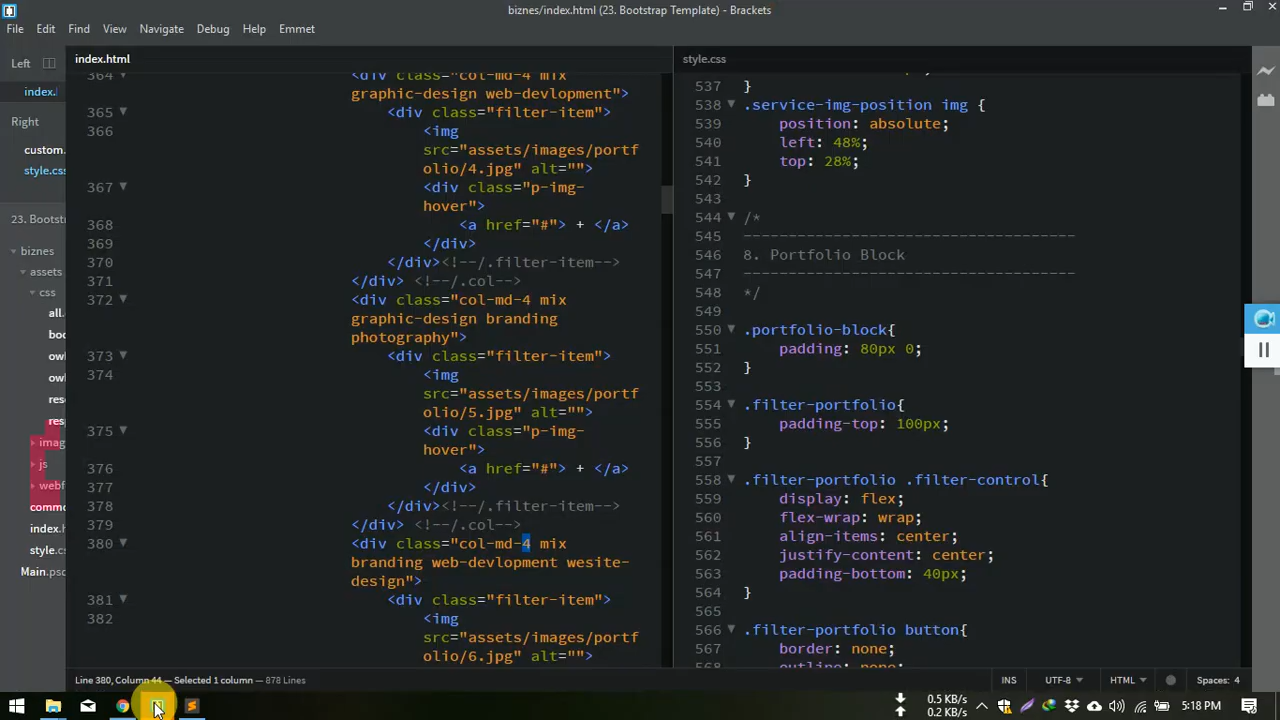 biznes/index.html (23. Bootstrap Template) - Brackets
File Edit Find View Navigate Debug Help Emmet
Left
index.
Right
custom.
style.css
23. Bootst
biznes
assets
css
all.
boo
ow
owl
res
resp
imag
js
webf
commo
index.h
style.cs
Main.ps
index.html
364 <div class="col-md-4 mix
graphic-design web-devlopment">
365 <div class="filter-item">
366 <img
src="assets/images/portf
olio/4.jpg" alt="">
367 <div class="p-img-
hover">
368 <a href="#"> + </a>
369 </div>
370 </div><!--/.filter-item-->
371 </div> <!--/.col-->
372 <div class="col-md-4 mix
graphic-design branding
photography">
373 <div class="filter-item">
374 <img
src="assets/images/portf
olio/5.jpg" alt="">
375 <div class="p-img-
hover">
376 <a href="#"> + </a>
377 </div>
378 </div><!--/.filter-item-->
379 </div> <!--/.col-->
380 <div class="col-md-4 mix
branding web-devlopment wesite-
design">
381 <div class="filter-item">
382 <img
src="assets/images/portf
olio/6.jpg" alt="">
style.css
537 }
538 .service-img-position img {
539 position: absolute;
540 left: 48%;
541 top: 28%;
542 }
543
544 /*
545 -------------------------------------
546 8. Portfolio Block
547 -------------------------------------
548 */
549
550 .portfolio-block{
551 padding: 80px 0;
552 }
553
554 .filter-portfolio{
555 padding-top: 100px;
556 }
557
558 .filter-portfolio .filter-control{
559 display: flex;
560 flex-wrap: wrap;
561 align-items: center;
562 justify-content: center;
563 padding-bottom: 40px;
564 }
565
566 .filter-portfolio button{
567 border: none;
568 outline: none;
Line 380, Column 44 — Selected 1 column — 878 Lines
INS UTF-8 HTML Spaces: 4
0.5 KB/s
0.2 KB/s
5:18 PM